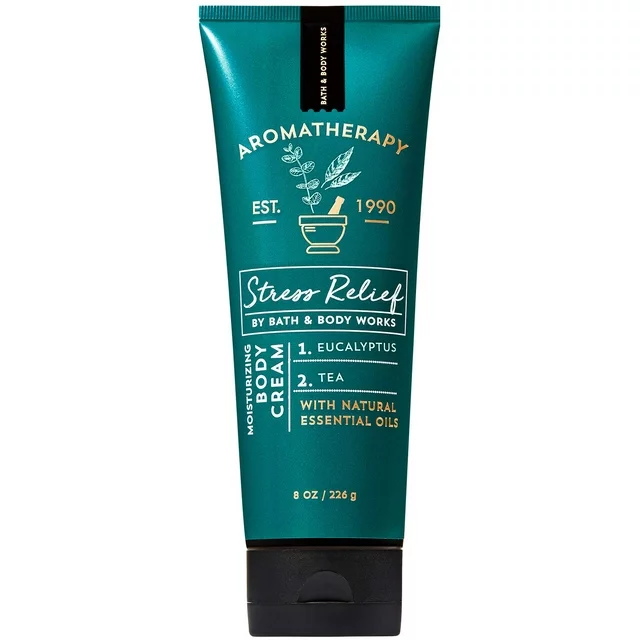 BATH & BODY WORKS
AROMATHERAPY
EST. 1990
Stress Relief
BY BATH & BODY WORKS
MOISTURIZING
BODY
CREAM
1. EUCALYPTUS
2. TEA
WITH NATURAL
ESSENTIAL OILS
8 OZ / 226 g